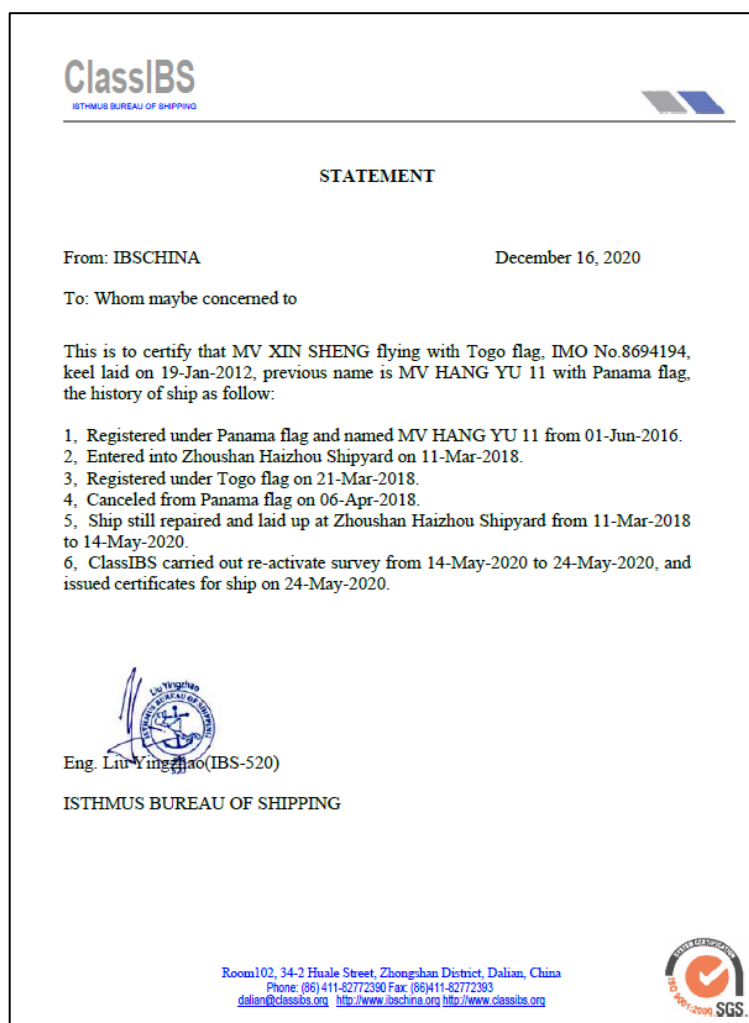 ClassIBS
ISTHMUS BUREAU OF SHIPPING
STATEMENT
From: IBSCHINA December 16, 2020
To: Whom maybe concerned to
This is to certify that MV XIN SHENG flying with Togo flag, IMO No.8694194,
keel laid on 19-Jan-2012, previous name is MV HANG YU 11 with Panama flag,
the history of ship as follow:
1, Registered under Panama flag and named MV HANG YU 11 from 01-Jun-2016.
2, Entered into Zhoushan Haizhou Shipyard on 11-Mar-2018.
3, Registered under Togo flag on 21-Mar-2018.
4, Canceled from Panama flag on 06-Apr-2018.
5, Ship still repaired and laid up at Zhoushan Haizhou Shipyard from 11-Mar-2018
to 14-May-2020.
6, ClassIBS carried out re-activate survey from 14-May-2020 to 24-May-2020, and
issued certificates for ship on 24-May-2020.
Liu Yingzhao
ISTHMUS BUREAU OF SHIPPING
520
Eng. Liu Yingzhao(IBS-520)
ISTHMUS BUREAU OF SHIPPING
Room102, 34-2 Huale Street, Zhongshan District, Dalian, China
Phone: (86) 411-82772390 Fax: (86)411-82772393
dalian@classibs.org http://www.ibschina.org http://www.classibs.org
SYSTEM CERTIFICATION
ISO 9001:2000
SGS